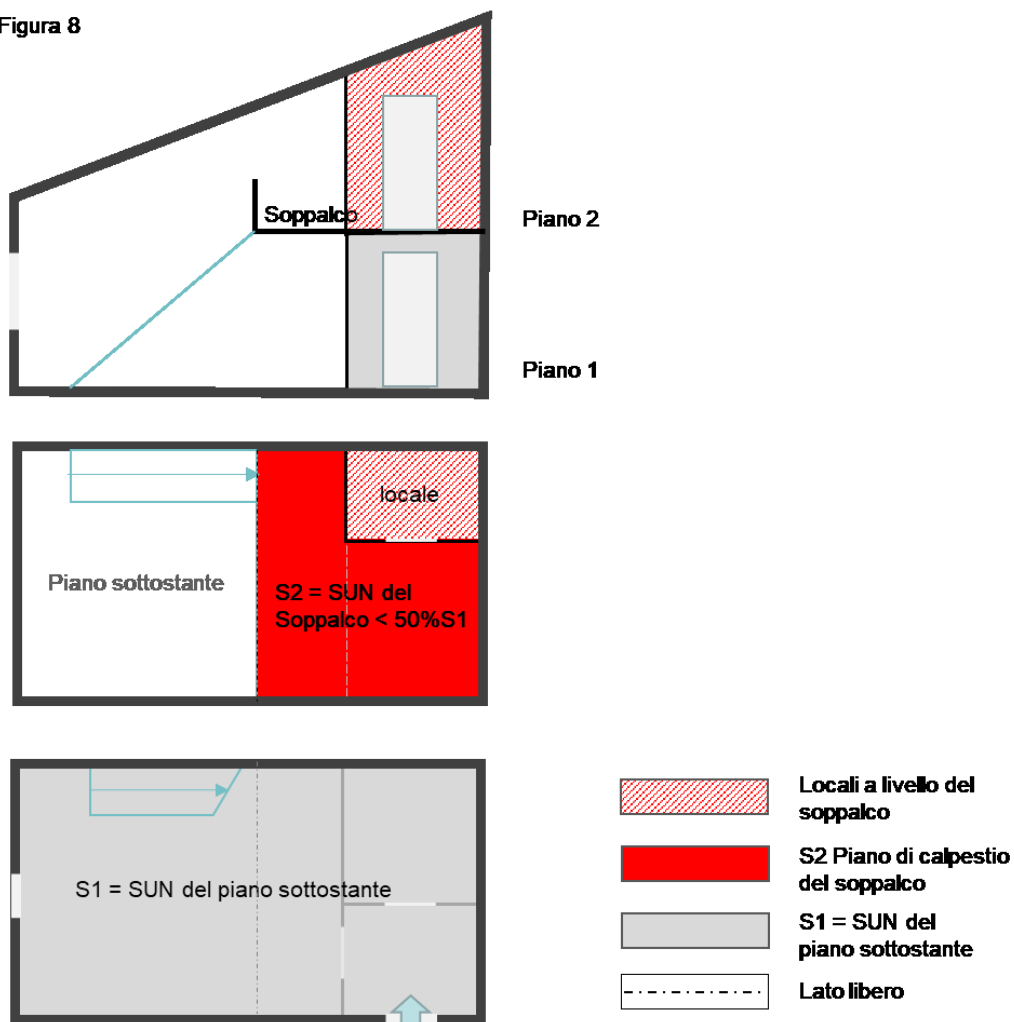 Figura 8
Soppalco
Piano 2
Piano 1
locale
Piano sottostante
S2 = SUN del
Soppalco < 50%S1
S1 = SUN del piano sottostante
Locali a livello del
soppalco
S2 Piano di calpestio
del soppalco
S1 = SUN del
piano sottostante
Lato libero